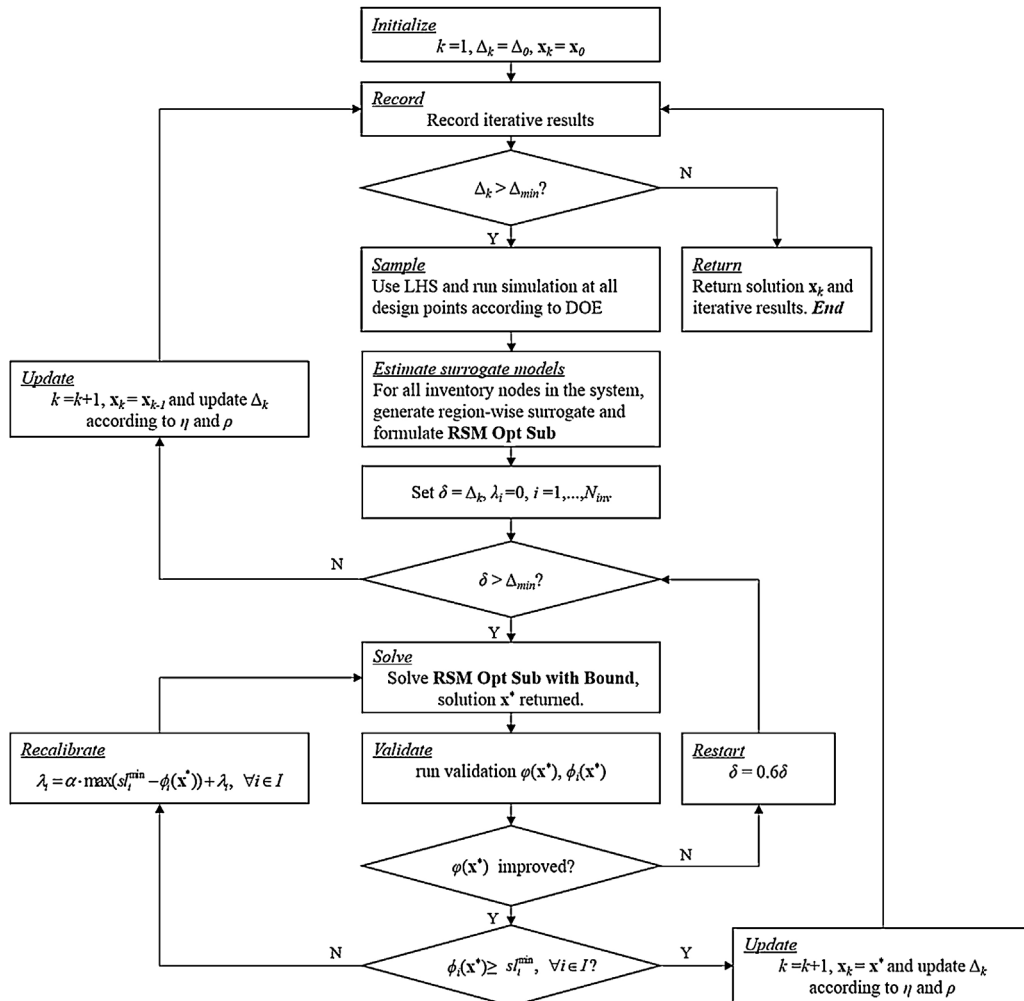 Initialize
k =1, Δk = Δ0, xk = x0
Record
Record iterative results
Δk > Δmin?
N
Y
Sample
Use LHS and run simulation at all
design points according to DOE
Return
Return solution xk and
iterative results. End
Estimate surrogate models
For all inventory nodes in the system,
generate region-wise surrogate and
formulate RSM Opt Sub
Update
k =k+1, xk = xk-1 and update Δk
according to η and ρ
Set δ = Δk, λi =0, i =1,...,Ninv
N
δ > Δmin?
Y
Solve
Solve RSM Opt Sub with Bound,
solution x* returned.
Recalibrate
λi = α·max(sli^min − ϕi(x*)) + λi, ∀i∈I
Validate
run validation φ(x*), ϕi(x*)
Restart
δ = 0.6δ
φ(x*) improved?
N
Y
N
ϕi(x*) ≥ sli^min, ∀i∈I?
Y
Update
k =k+1, xk = x* and update Δk
according to η and ρ